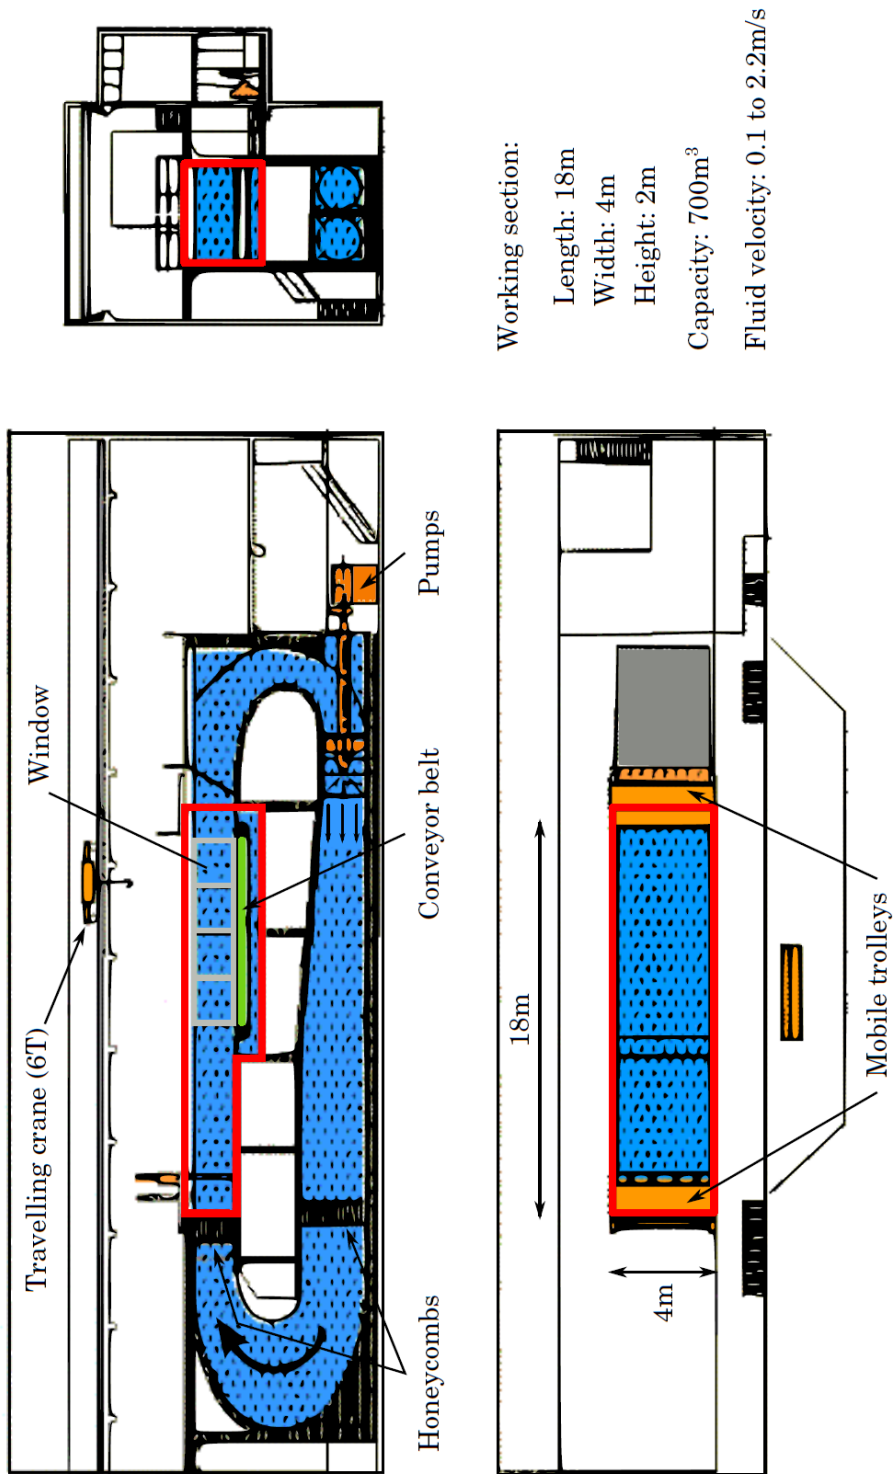 Travelling crane (6T)
Window
Honeycombs
Conveyor belt
Pumps
Working section:
Length: 18m
Width: 4m
Height: 2m
Capacity: 700m³
Fluid velocity: 0.1 to 2.2m/s
18m
4m
Mobile trolleys